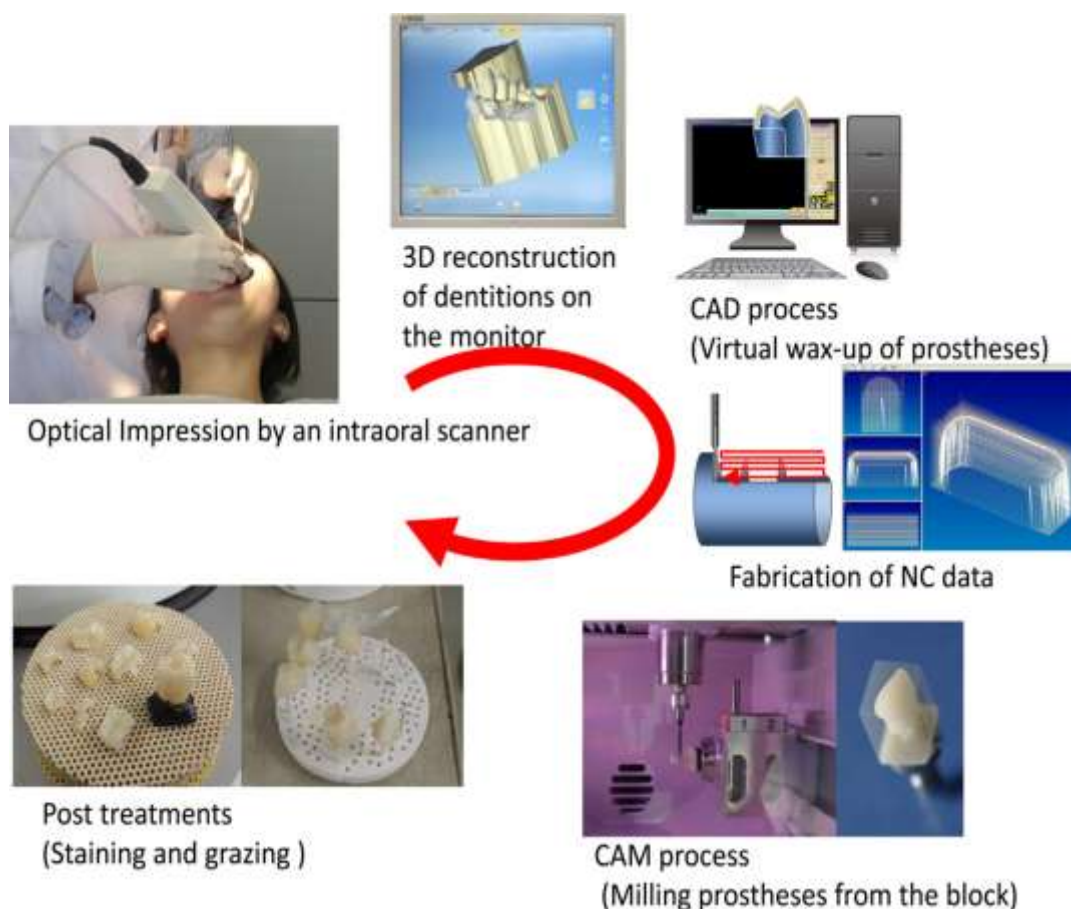 3D reconstruction
of dentitions on
the monitor
CAD process
(Virtual wax-up of prostheses)
Optical Impression by an intraoral scanner
Fabrication of NC data
Post treatments
(Staining and grazing )
CAM process
(Milling prostheses from the block)